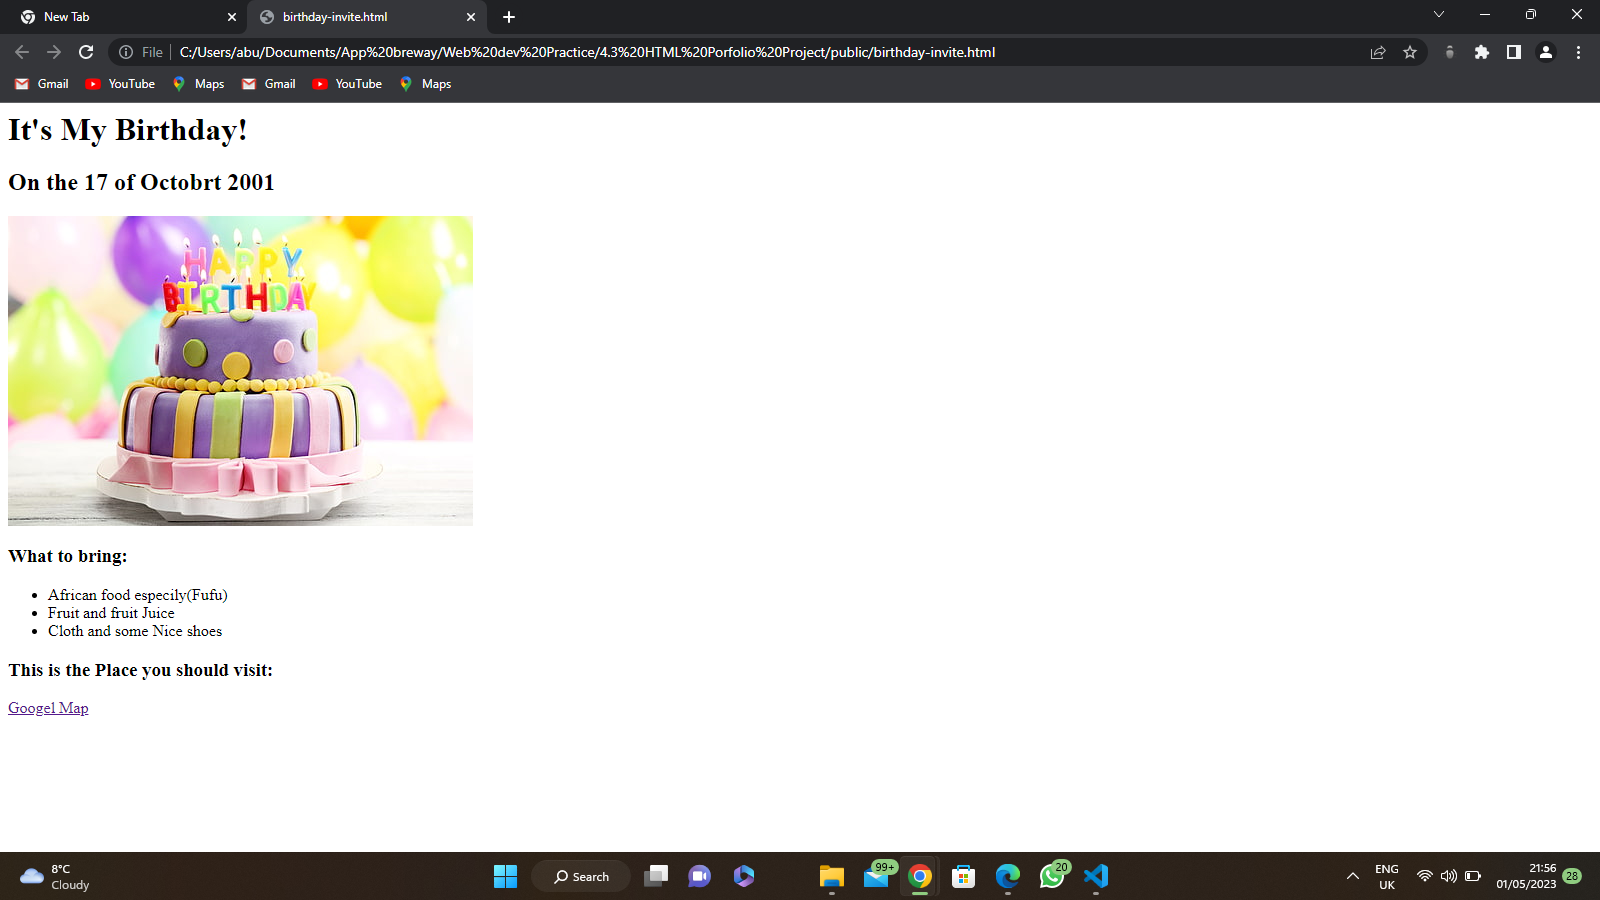 New Tab
birthday-invite.html
File
C:/Users/abu/Documents/App%20breway/Web%20dev%20Practice/4.3%20HTML%20Porfolio%20Project/public/birthday-invite.html
Gmail YouTube Maps Gmail YouTube Maps
It's My Birthday!
On the 17 of Octobrt 2001
HAPPY
BIRTHDAY
What to bring:
African food especily(Fufu)
Fruit and fruit Juice
Cloth and some Nice shoes
This is the Place you should visit:
Googel Map
8°C
Cloudy
Search
99+
20
ENG
UK
21:56
01/05/2023
28